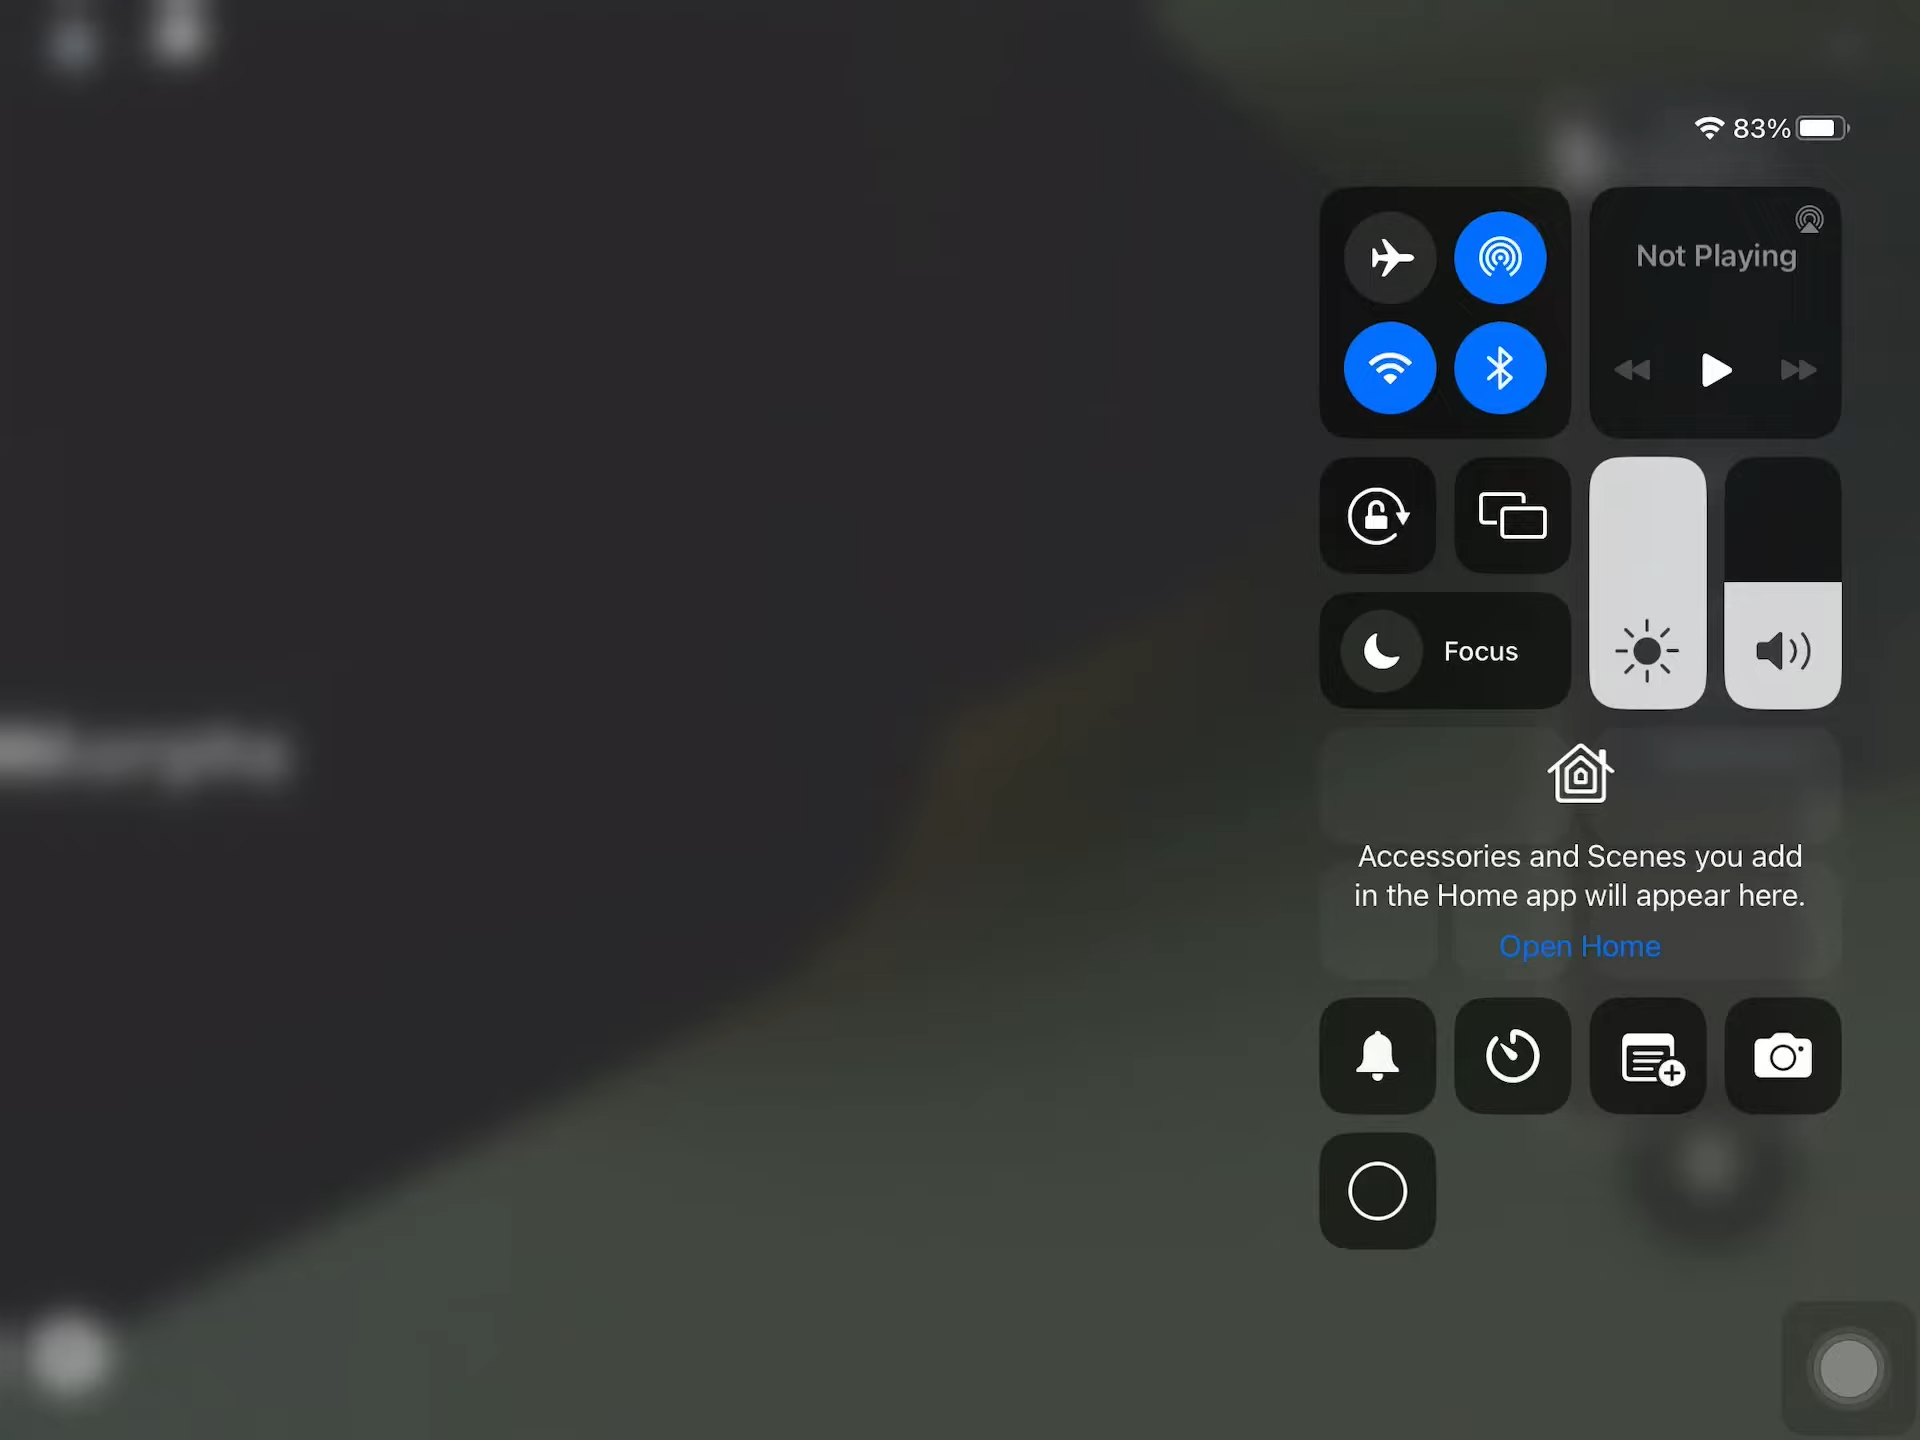 83%
Not Playing
Focus
Accessories and Scenes you add
in the Home app will appear here.
Open Home